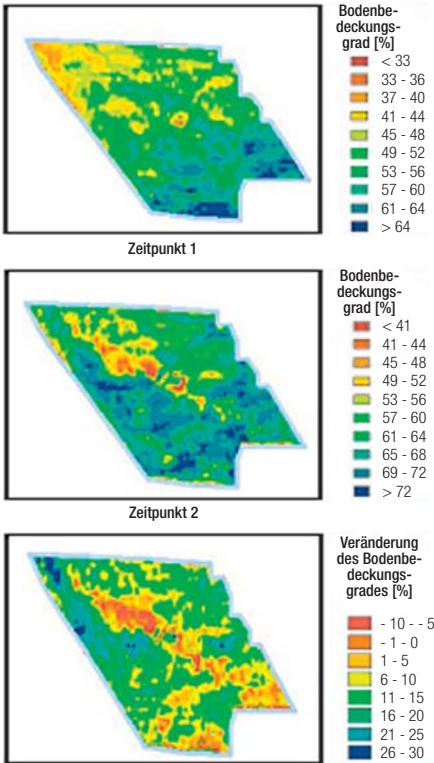 Bodenbe-
deckungs-
grad [%]
< 33
33 - 36
37 - 40
41 - 44
45 - 48
49 - 52
53 - 56
57 - 60
61 - 64
> 64
Zeitpunkt 1
Bodenbe-
deckungs-
grad [%]
< 41
41 - 44
45 - 48
49 - 52
53 - 56
57 - 60
61 - 64
65 - 68
69 - 72
> 72
Zeitpunkt 2
Veränderung
des Bodenbe-
deckungs-
grades [%]
- 10 - - 5
- 1 - 0
1 - 5
6 - 10
11 - 15
16 - 20
21 - 25
26 - 30